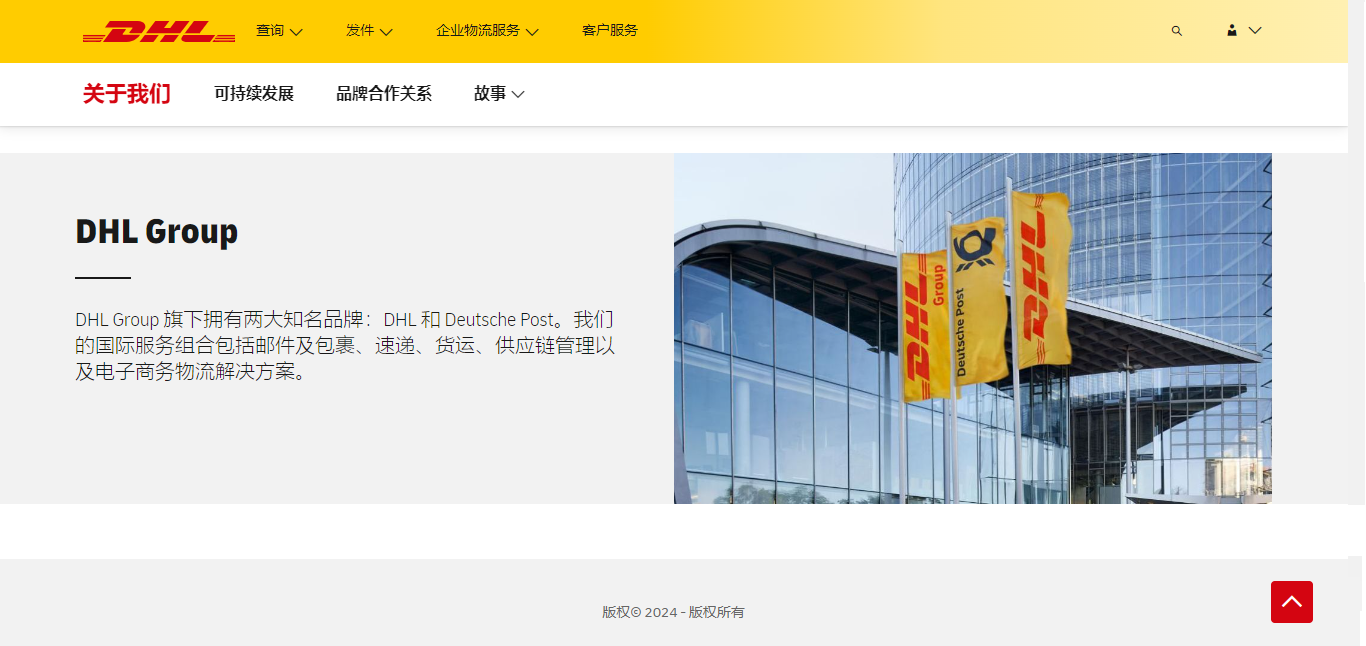 DHL
查询
发件
企业物流服务
客户服务
关于我们
可持续发展
品牌合作关系
故事
DHL Group
DHL Group 旗下拥有两大知名品牌：DHL 和 Deutsche Post。我们
的国际服务组合包括邮件及包裹、速递、货运、供应链管理以
及电子商务物流解决方案。
DHL Group
Deutsche Post
DHL
版权© 2024 - 版权所有